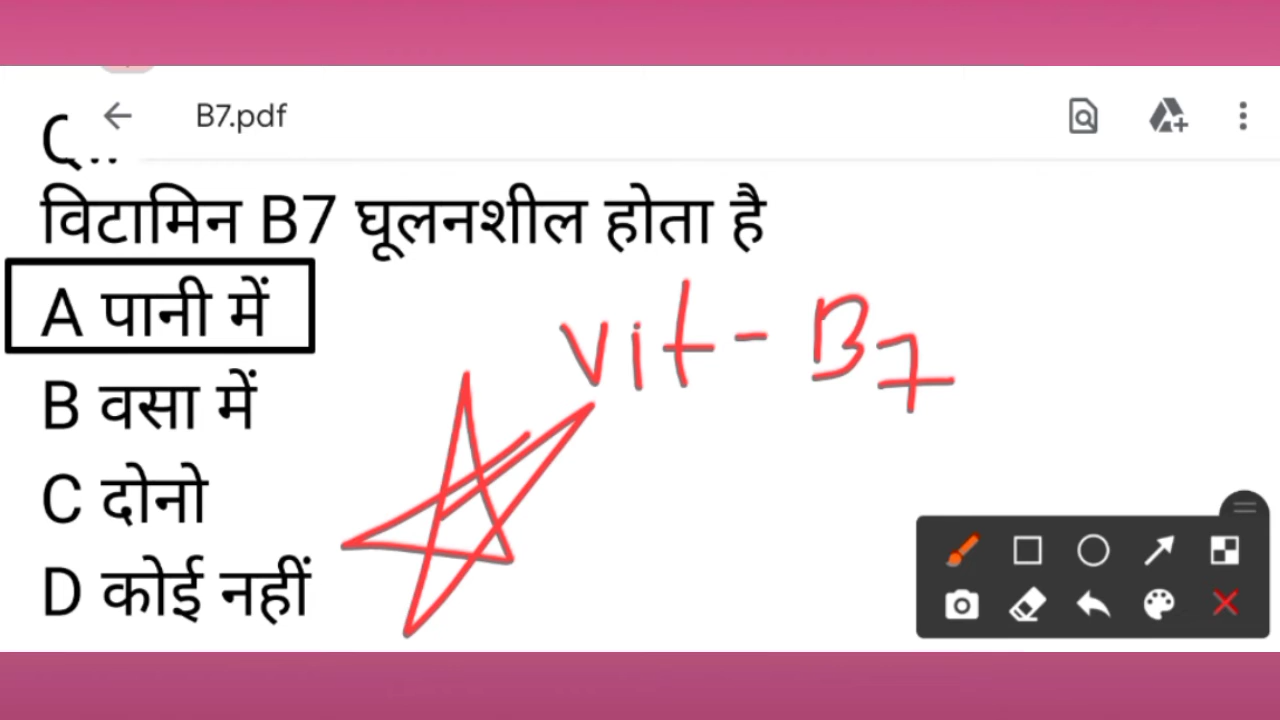 B7.pdf
विटामिन B7 घूलनशील होता है
A पानी में
B वसा में
C दोनो
D कोई नहीं
vit - B7